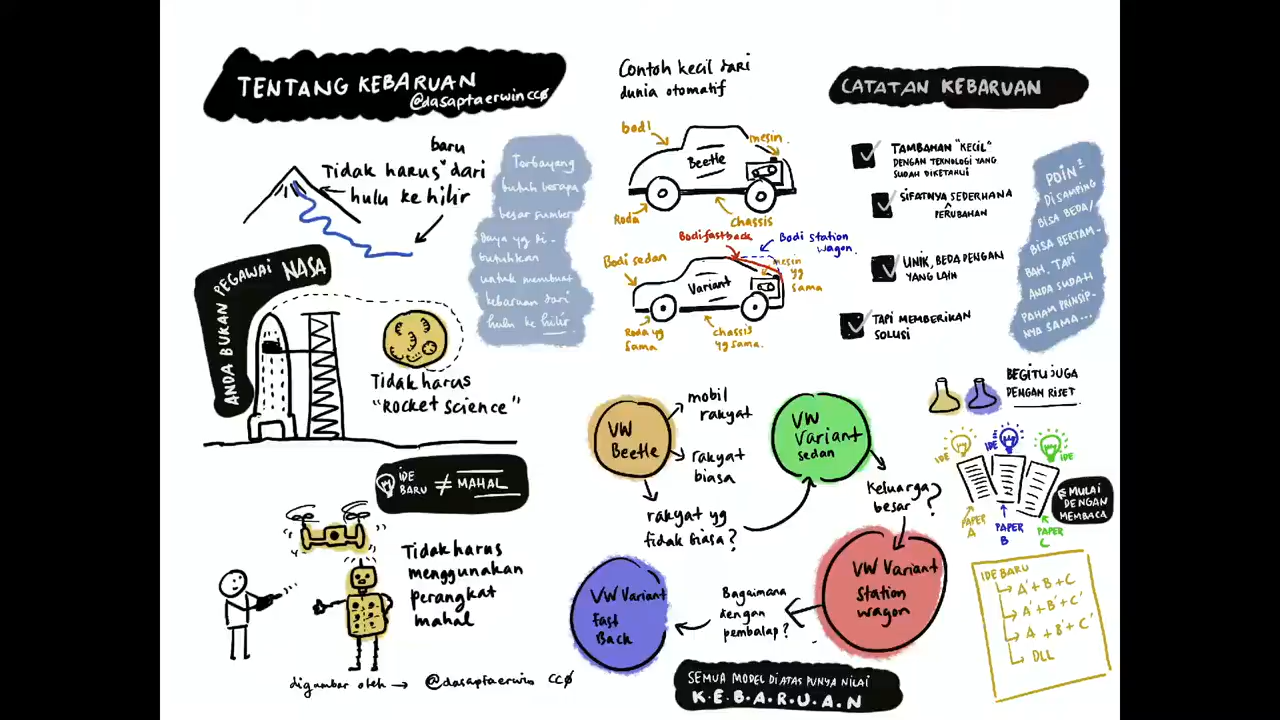 TENTANG KEBARUAN
@dasaptaerwin CCØ
baru
Tidak harus dari
hulu ke hilir
Terbayang
butuh berapa
besar sumber
Daya yg di-
butuhkan
untuk membuat
kebaruan dari
hulu ke hilir
ANDA BUKAN PEGAWAI NASA
Tidak harus
"Rocket Science"
IDE
BARU ≠ MAHAL
Tidak harus
menggunakan
perangkat
mahal
digambar oleh → @dasaptaerwin CCØ
Contoh kecil dari
dunia otomatif
bodi
mesin
Beetle
Roda
chassis
Bodi fastback
Bodi station
wagon
Bodi sedan
mesin
yg
sama
Variant
Roda yg
sama
chassis
yg sama.
VW
Beetle
mobil
rakyat
rakyat
biasa
rakyat yg
tidak biasa?
VW
Variant
sedan
Keluarga
besar?
VW Variant
Station
wagon
Bagaimana
dengan
pembalap?
VW Variant
Fast
Back
SEMUA MODEL DI ATAS PUNYA NILAI
K.E.B.A.R.U.A.N
CATATAN KEBARUAN
TAMBAHAN "KECIL"
DENGAN TEKNOLOGI YANG
SUDAH DIKETAHUI
SIFATNYA SEDERHANA
PERUBAHAN
UNIK, BEDA DENGAN
YANG LAIN
TAPI MEMBERIKAN
SOLUSI
POIN²
DISAMPING
BISA BEDA/
BISA BERTAM-
BAH. TAPI
ANDA SUDAH
PAHAM PRINSIP-
NYA SAMA...
BEGITU JUGA
DENGAN RISET
IDE
IDE
IDE
PAPER
A
PAPER
B
PAPER
C
MULAI
DENGAN
MEMBACA
IDE BARU
A' + B + C
A' + B' + C'
A + B' + C'
DLL